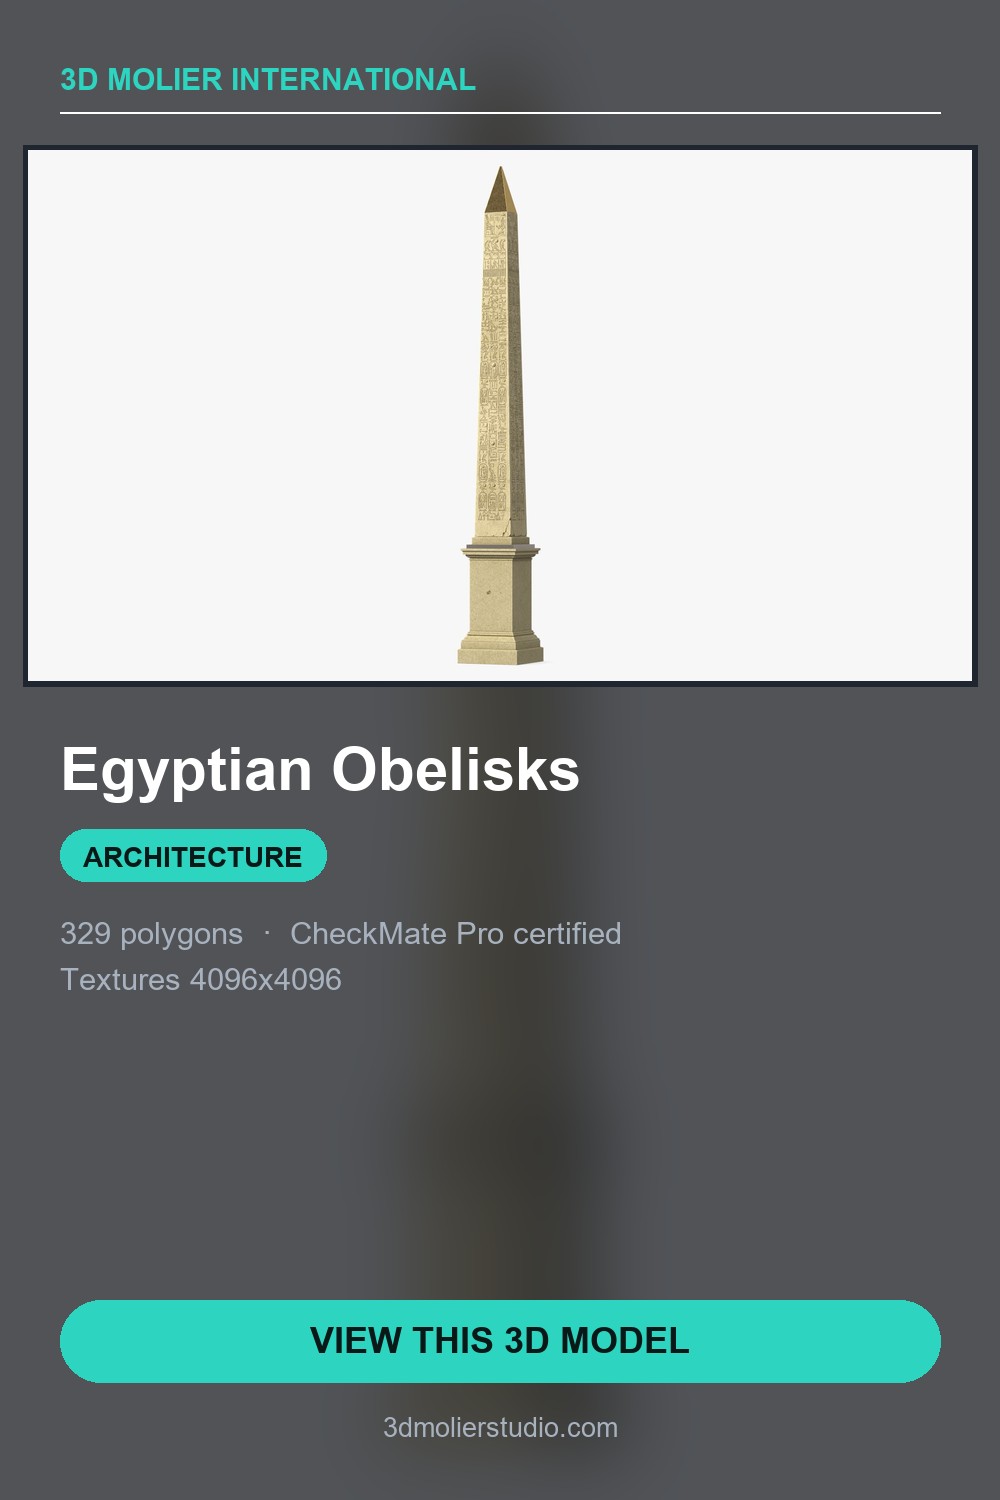 3D MOLIER INTERNATIONAL
Egyptian Obelisks
ARCHITECTURE
329 polygons · CheckMate Pro certified
Textures 4096x4096
VIEW THIS 3D MODEL
3dmolierstudio.com